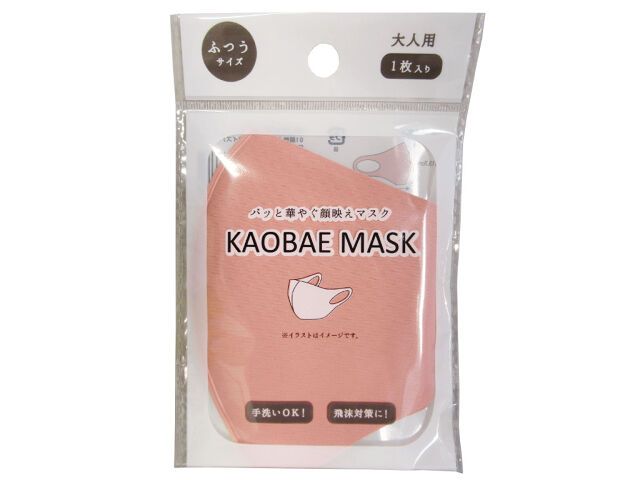 ふつう
サイズ
大人用
1枚入り
パッと華やぐ顔映えマスク
KAOBAE MASK
※イラストはイメージです。
手洗いOK!
飛沫対策に!